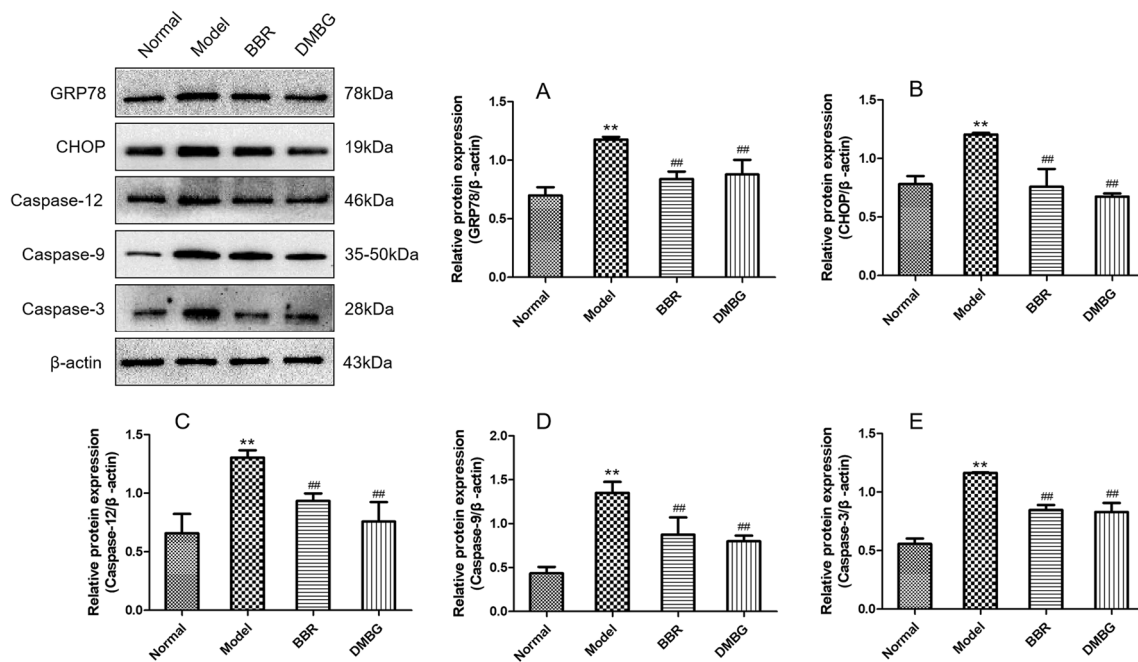 Normal Model BBR DMBG
GRP78 78kDa
CHOP 19kDa
Caspase-12 46kDa
Caspase-9 35-50kDa
Caspase-3 28kDa
β-actin 43kDa
A
Relative protein expression
(GRP78/β -actin)
1.5
1.0
0.5
0.0
**
##
##
Normal Model BBR DMBG
B
Relative protein expression
(CHOP/β -actin)
1.5
1.0
0.5
0.0
**
##
##
Normal Model BBR DMBG
C
Relative protein expression
(Caspase-12/β -actin)
1.5
1.0
0.5
0.0
**
##
##
Normal Model BBR DMBG
D
Relative protein expression
(Caspase-9/β -actin)
2.0
1.5
1.0
0.5
0.0
**
##
##
Normal Model BBR DMBG
E
Relative protein expression
(Caspase-3/β -actin)
1.5
1.0
0.5
0.0
**
##
##
Normal Model BBR DMBG